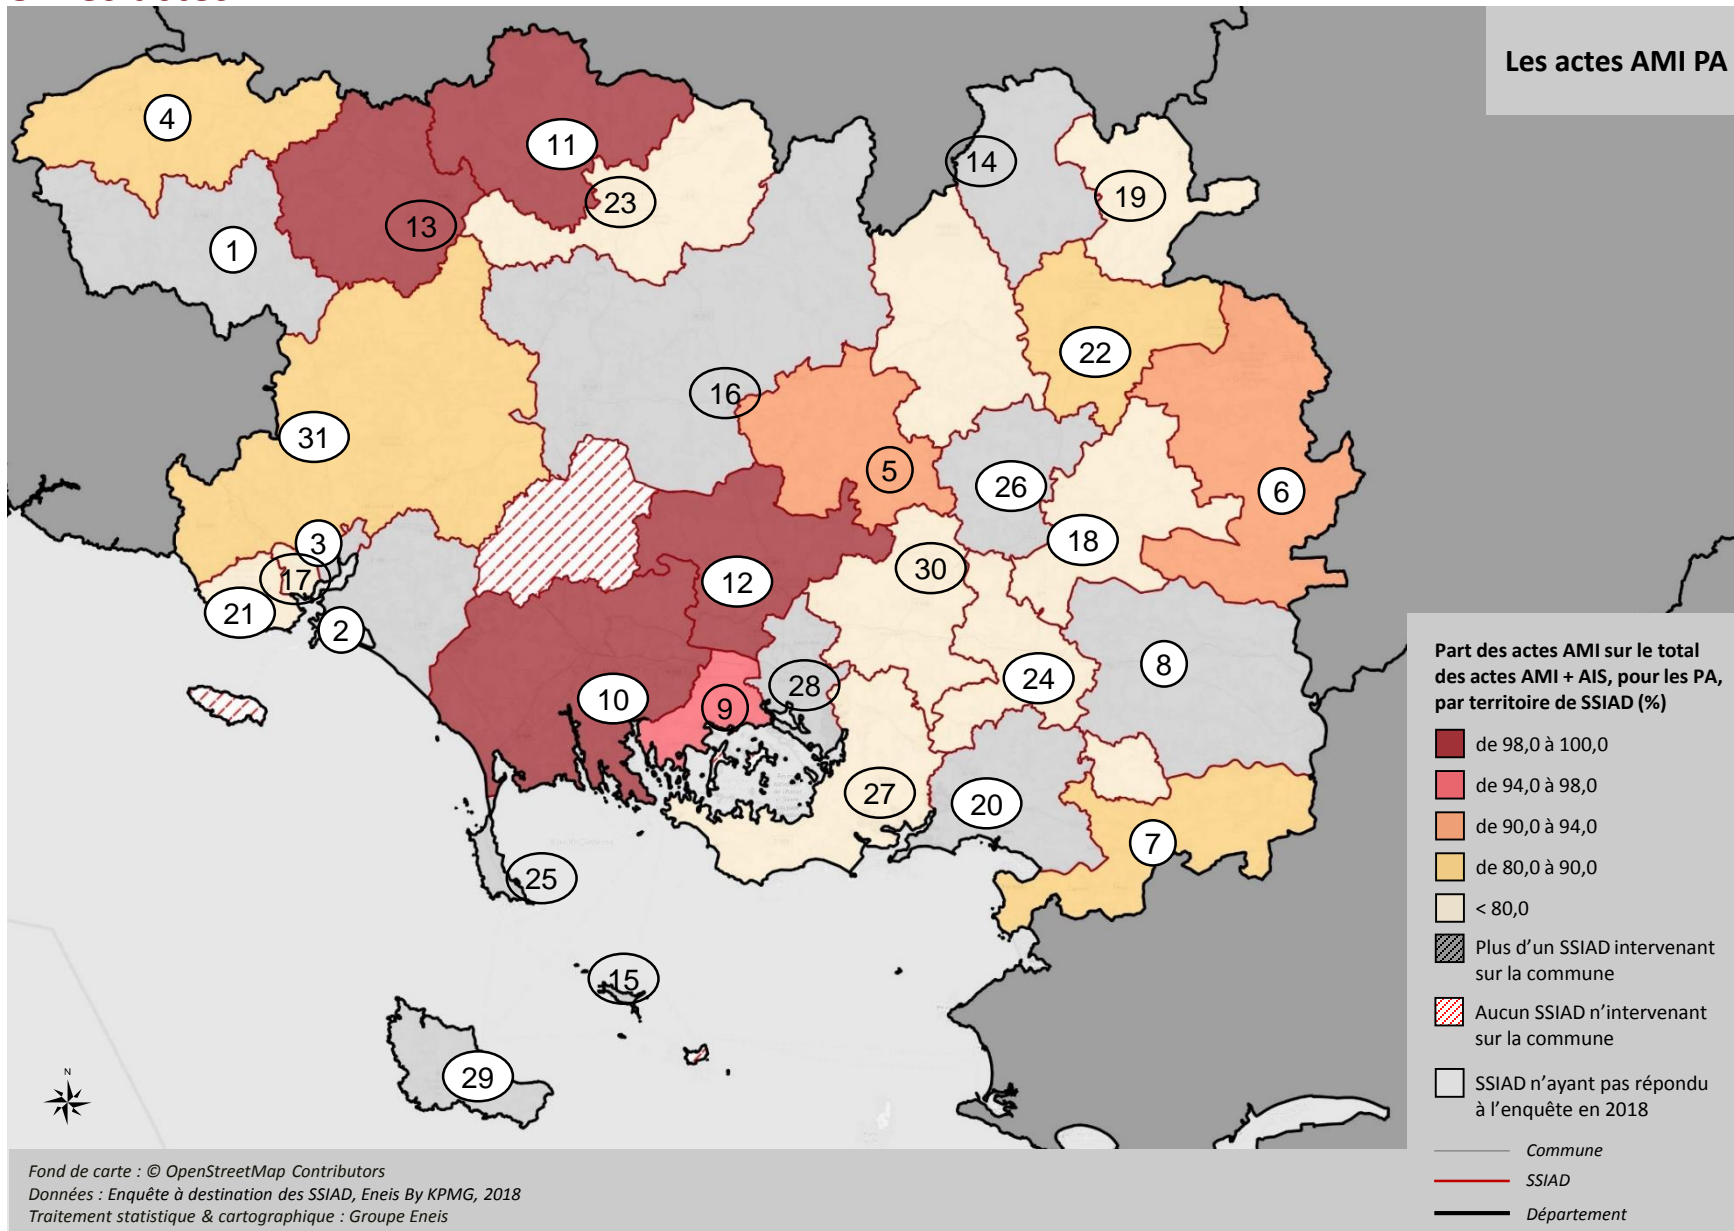 Les actes AMI PA
4
11
14
13
23
19
1
22
16
31
5
26
6
3
18
17
12
30
21
2
8
24
28
10
9
27
20
7
25
15
29
N
Part des actes AMI sur le total
des actes AMI + AIS, pour les PA,
par territoire de SSIAD (%)
de 98,0 à 100,0
de 94,0 à 98,0
de 90,0 à 94,0
de 80,0 à 90,0
< 80,0
Plus d'un SSIAD intervenant
sur la commune
Aucun SSIAD n'intervenant
sur la commune
SSIAD n'ayant pas répondu
à l'enquête en 2018
Commune
SSIAD
Département
Fond de carte : © OpenStreetMap Contributors
Données : Enquête à destination des SSIAD, Eneis By KPMG, 2018
Traitement statistique & cartographique : Groupe Eneis